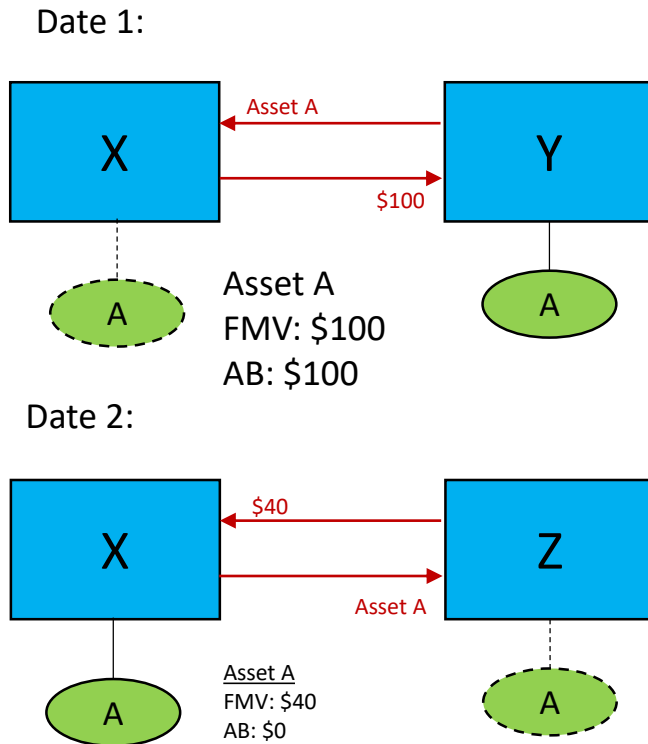 Date 1:
Asset A
X
Y
$100
A
Asset A
FMV: $100
AB: $100
A
Date 2:
$40
X
Z
Asset A
A
Asset A
FMV: $40
AB: $0
A